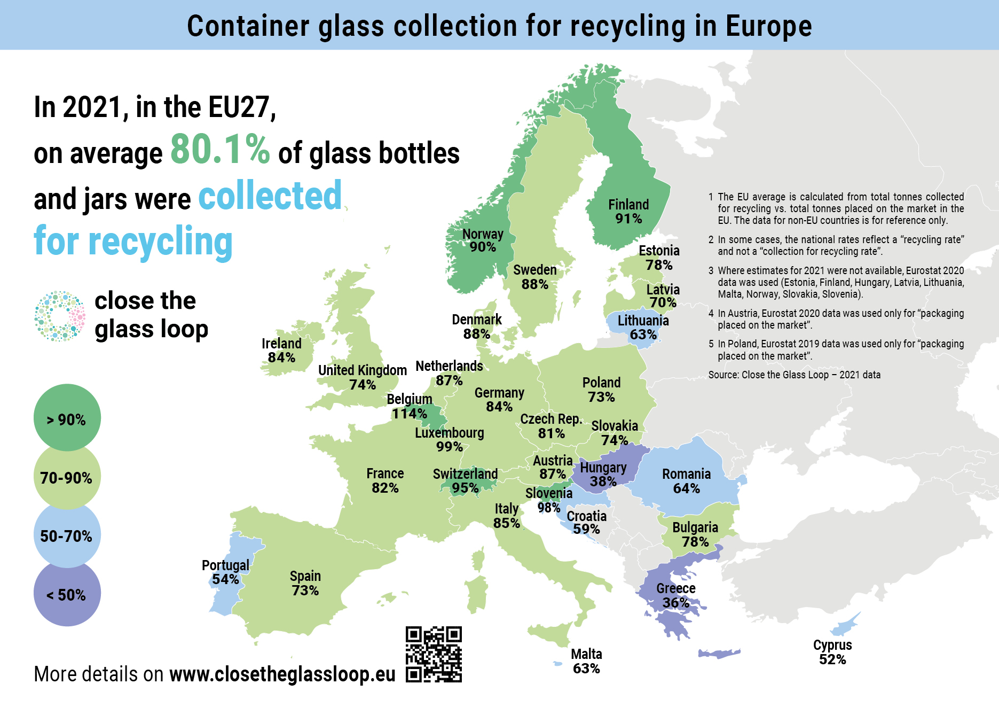 Container glass collection for recycling in Europe
In 2021, in the EU27,
on average 80.1% of glass bottles
and jars were collected
for recycling
close the
glass loop
> 90%
70-90%
50-70%
< 50%
Finland
91%
Norway
90%
Estonia
78%
Sweden
88%
Latvia
70%
Denmark
88%
Lithuania
63%
Ireland
84%
United Kingdom
74%
Netherlands
87%
Belgium
114%
Germany
84%
Poland
73%
Czech Rep.
81%
Slovakia
74%
Luxembourg
99%
Austria
87%
Hungary
38%
France
82%
Switzerland
95%
Romania
64%
Slovenia
98%
Italy
85%
Croatia
59%
Bulgaria
78%
Portugal
54%
Spain
73%
Greece
36%
Malta
63%
Cyprus
52%
1 The EU average is calculated from total tonnes collected
for recycling vs. total tonnes placed on the market in the
EU. The data for non-EU countries is for reference only.
2 In some cases, the national rates reflect a “recycling rate”
and not a “collection for recycling rate”.
3 Where estimates for 2021 were not available, Eurostat 2020
data was used (Estonia, Finland, Hungary, Latvia, Lithuania,
Malta, Norway, Slovakia, Slovenia).
4 In Austria, Eurostat 2020 data was used only for “packaging
placed on the market”.
5 In Poland, Eurostat 2019 data was used only for “packaging
placed on the market”.
Source: Close the Glass Loop – 2021 data
More details on www.closetheglassloop.eu